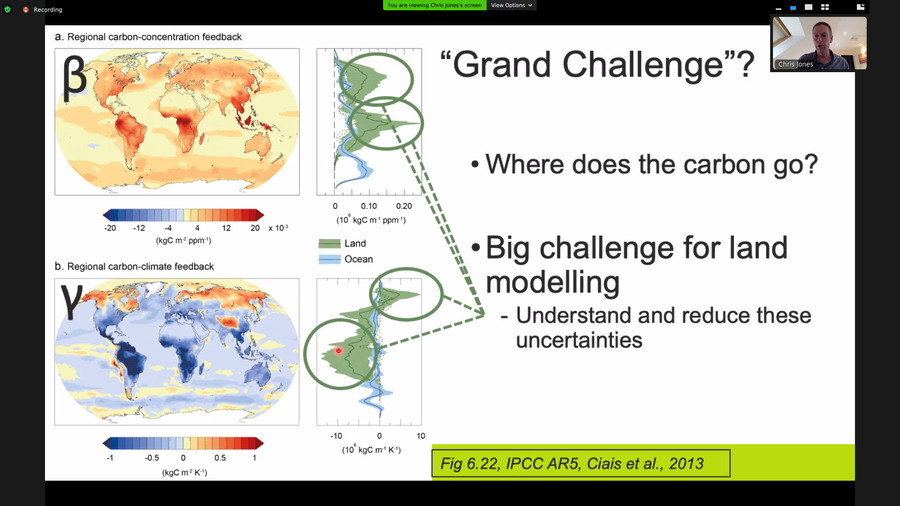 Recording
You are viewing Chris Jones's screen
View Options
a. Regional carbon-concentration feedback
β
-20 -12 -4 4 12 20 x 10⁻³
(kgC m⁻² ppm⁻¹)
0 0.10 0.20
(10⁶ kgC m⁻¹ ppm⁻¹)
Land
Ocean
b. Regional carbon-climate feedback
γ
-1 -0.5 0 0.5 1
(kgC m⁻² K⁻¹)
-10 0 10
(10⁶ kgC m⁻¹ K⁻¹)
“Grand Challenge”?
• Where does the carbon go?
• Big challenge for land
modelling
- Understand and reduce these
uncertainties
Fig 6.22, IPCC AR5, Ciais et al., 2013
Chris Jones